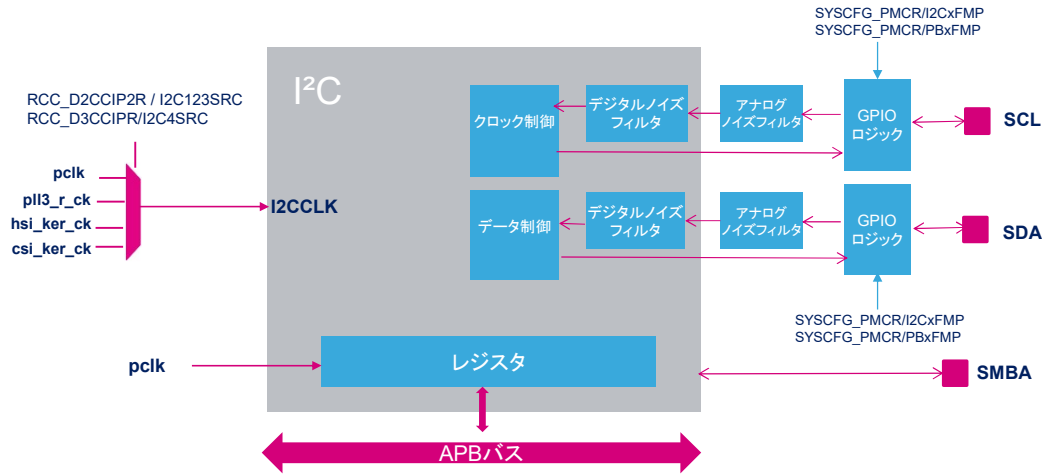 SYSCFG_PMCR/I2CxFMP
SYSCFG_PMCR/PBxFMP
I²C
RCC_D2CCIP2R / I2C123SRC
RCC_D3CCIPR/I2C4SRC
pclk
pll3_r_ck
hsi_ker_ck
csi_ker_ck
I2CCLK
クロック制御
デジタルノイズ
フィルタ
アナログ
ノイズフィルタ
GPIO
ロジック
SCL
データ制御
デジタルノイズ
フィルタ
アナログ
ノイズフィルタ
GPIO
ロジック
SDA
SYSCFG_PMCR/I2CxFMP
SYSCFG_PMCR/PBxFMP
pclk
レジスタ
SMBA
APBバス